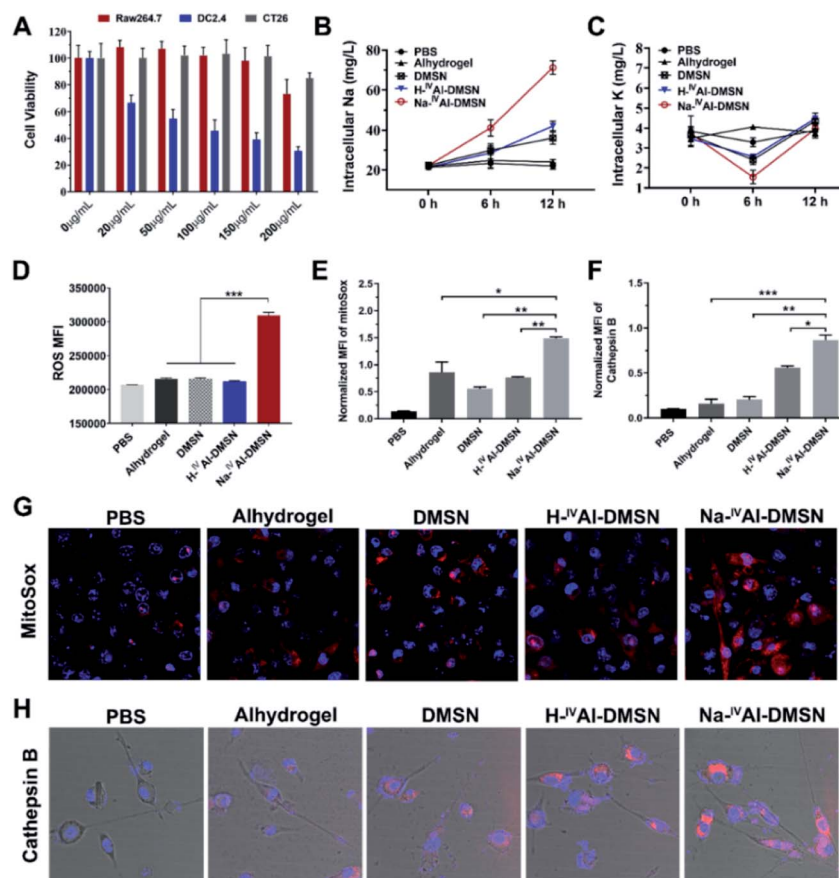 A
Raw264.7 DC2.4 CT26
Cell Viability
120
100
80
60
40
20
0
0μg/mL
20μg/mL
50μg/mL
100μg/mL
150μg/mL
200μg/mL
B
Intracellular Na (mg/L)
80
60
40
20
PBS
Alhydrogel
DMSN
H-IVAl-DMSN
Na-IVAl-DMSN
0 h 6 h 12 h
C
Intracellular K (mg/L)
8
7
6
5
4
3
2
1
0
PBS
Alhydrogel
DMSN
H-IVAl-DMSN
Na-IVAl-DMSN
0 h 6 h 12 h
D
ROS MFI
350000
300000
250000
200000
150000
***
PBS
Alhydrogel
DMSN
H-IVAl-DMSN
Na-IVAl-DMSN
E
Normalized MFI of mitoSox
2.5
2.0
1.5
1.0
0.5
0.0
*
**
**
PBS
Alhydrogel
DMSN
H-IVAl-DMSN
Na-IVAl-DMSN
F
Normalized MFI of
Cathepsin B
1.5
1.0
0.5
0.0
***
**
*
PBS
Alhydrogel
DMSN
H-IVAl-DMSN
Na-IVAl-DMSN
G
PBS Alhydrogel DMSN H-IVAl-DMSN Na-IVAl-DMSN
MitoSox
H
PBS Alhydrogel DMSN H-IVAl-DMSN Na-IVAl-DMSN
Cathepsin B